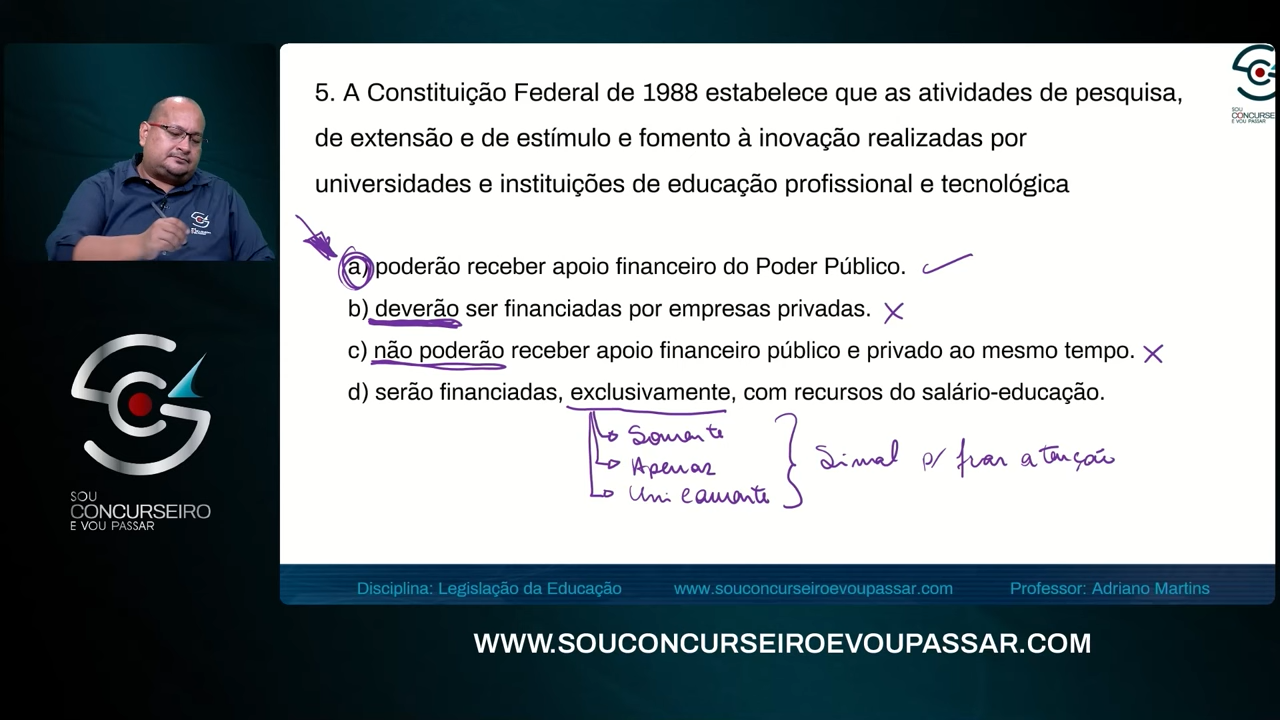 5. A Constituição Federal de 1988 estabelece que as atividades de pesquisa,
de extensão e de estímulo e fomento à inovação realizadas por
universidades e instituições de educação profissional e tecnológica
a) poderão receber apoio financeiro do Poder Público.
b) deverão ser financiadas por empresas privadas.
c) não poderão receber apoio financeiro público e privado ao mesmo tempo.
d) serão financiadas, exclusivamente, com recursos do salário-educação.
Somente
Apenas
Unicamente
Sinal p/ atenção
SOU
CONCURSEIRO
E VOU PASSAR
SOU
CONCURSEIRO
E VOU PASSAR
Disciplina: Legislação da Educação
www.souconcurseiroevoupassar.com
Professor: Adriano Martins
WWW.SOUCONCURSEIROEVOUPASSAR.COM